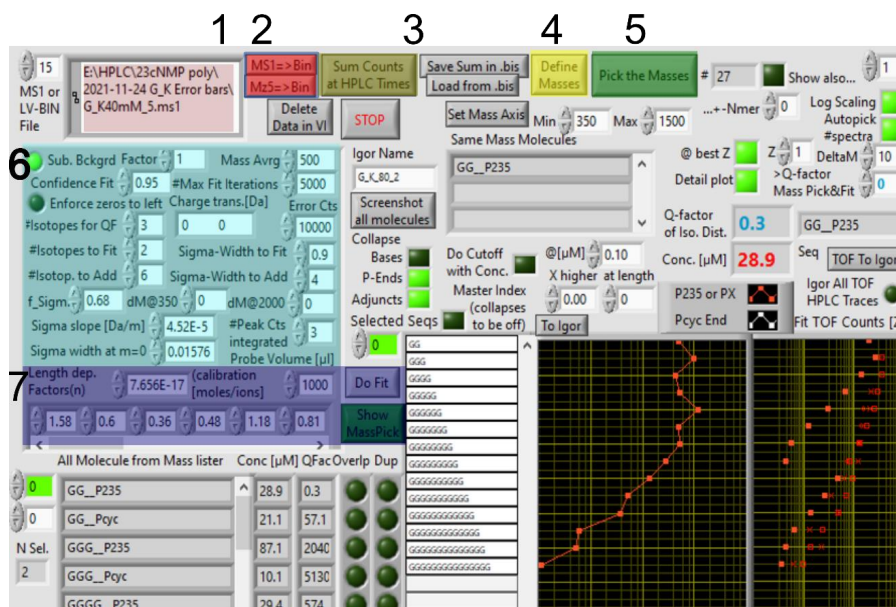 1 2 3 4 5
15
MS1 or
LV-BIN
File
E:\HPLC\23cNMP poly\
2021-11-24 G_K Error bars\
G_K40mM_5.ms1
MS1=>Bin
Mz5=>Bin
Delete
Data in VI
STOP
Sum Counts
at HPLC Times
Save Sum in .bis
Load from .bis
Set Mass Axis
Define
Masses
Min 350 Max 1500
Pick the Masses
# 27
Show also...
1
...+-Nmer 0
Log Scaling
Autopick
#spectra
@ best Z Z 1 DeltaM 10
Detail plot
>Q-factor
Mass Pick&Fit 0
6
Sub. Bckgrd Factor 1 Mass Avrg 500
Confidence Fit 0.95 #Max Fit Iterations 5000
Enforce zeros to left Charge trans.[Da] Error Cts
#Isotopes for QF 3 0 0 10000
#Isotopes to Fit 2 Sigma-Width to Fit 0.9
#Isotop. to Add 6 Sigma-Width to Add 4
f_Sigm. 0.68 dM@350 0 dM@2000 0
Sigma slope [Da/m] 4.52E-5 #Peak Cts
integrated 3
Sigma width at m=0 0.01576 Probe Volume [µl]
7
Length dep.
Factors(n) 7.656E-17 (calibration
[moles/ions] 1000
1.58 0.6 0.36 0.48 1.18 0.81
Igor Name
G_K_80_2
Screenshot
all molecules
Collapse
Bases
P-Ends
Adjuncts
Selected Seqs
0
Do Fit
Show
MassPick
Same Mass Molecules
GG__P235
Do Cutoff
with Conc.
@[µM] 0.10
X higher at length
0.00 0
Master Index
(collapses
to be off)
To Igor
Q-factor
of Iso. Dist. 0.3 GG__P235
Conc. [µM] 28.9 Seq TOF To Igor
P235 or PX
Pcyc End
Igor All TOF
HPLC Traces
Fit TOF Counts [Z
All Molecule from Mass lister Conc [µM] QFac Overlp Dup
0 GG__P235 28.9 0.3
0 GG__Pcyc 21.1 57.1
N Sel. GGG__P235 87.1 2040
2 GGG__Pcyc 10.1 5130
GGGG__P235 29.4 574
GG
GGG
GGGG
GGGGG
GGGGGG
GGGGGGG
GGGGGGGG
GGGGGGGGG
GGGGGGGGGG
GGGGGGGGGGG
GGGGGGGGGGGG
GGGGGGGGGGGGG
GGGGGGGGGGGGGG
GGGGGGGGGGGGGGG